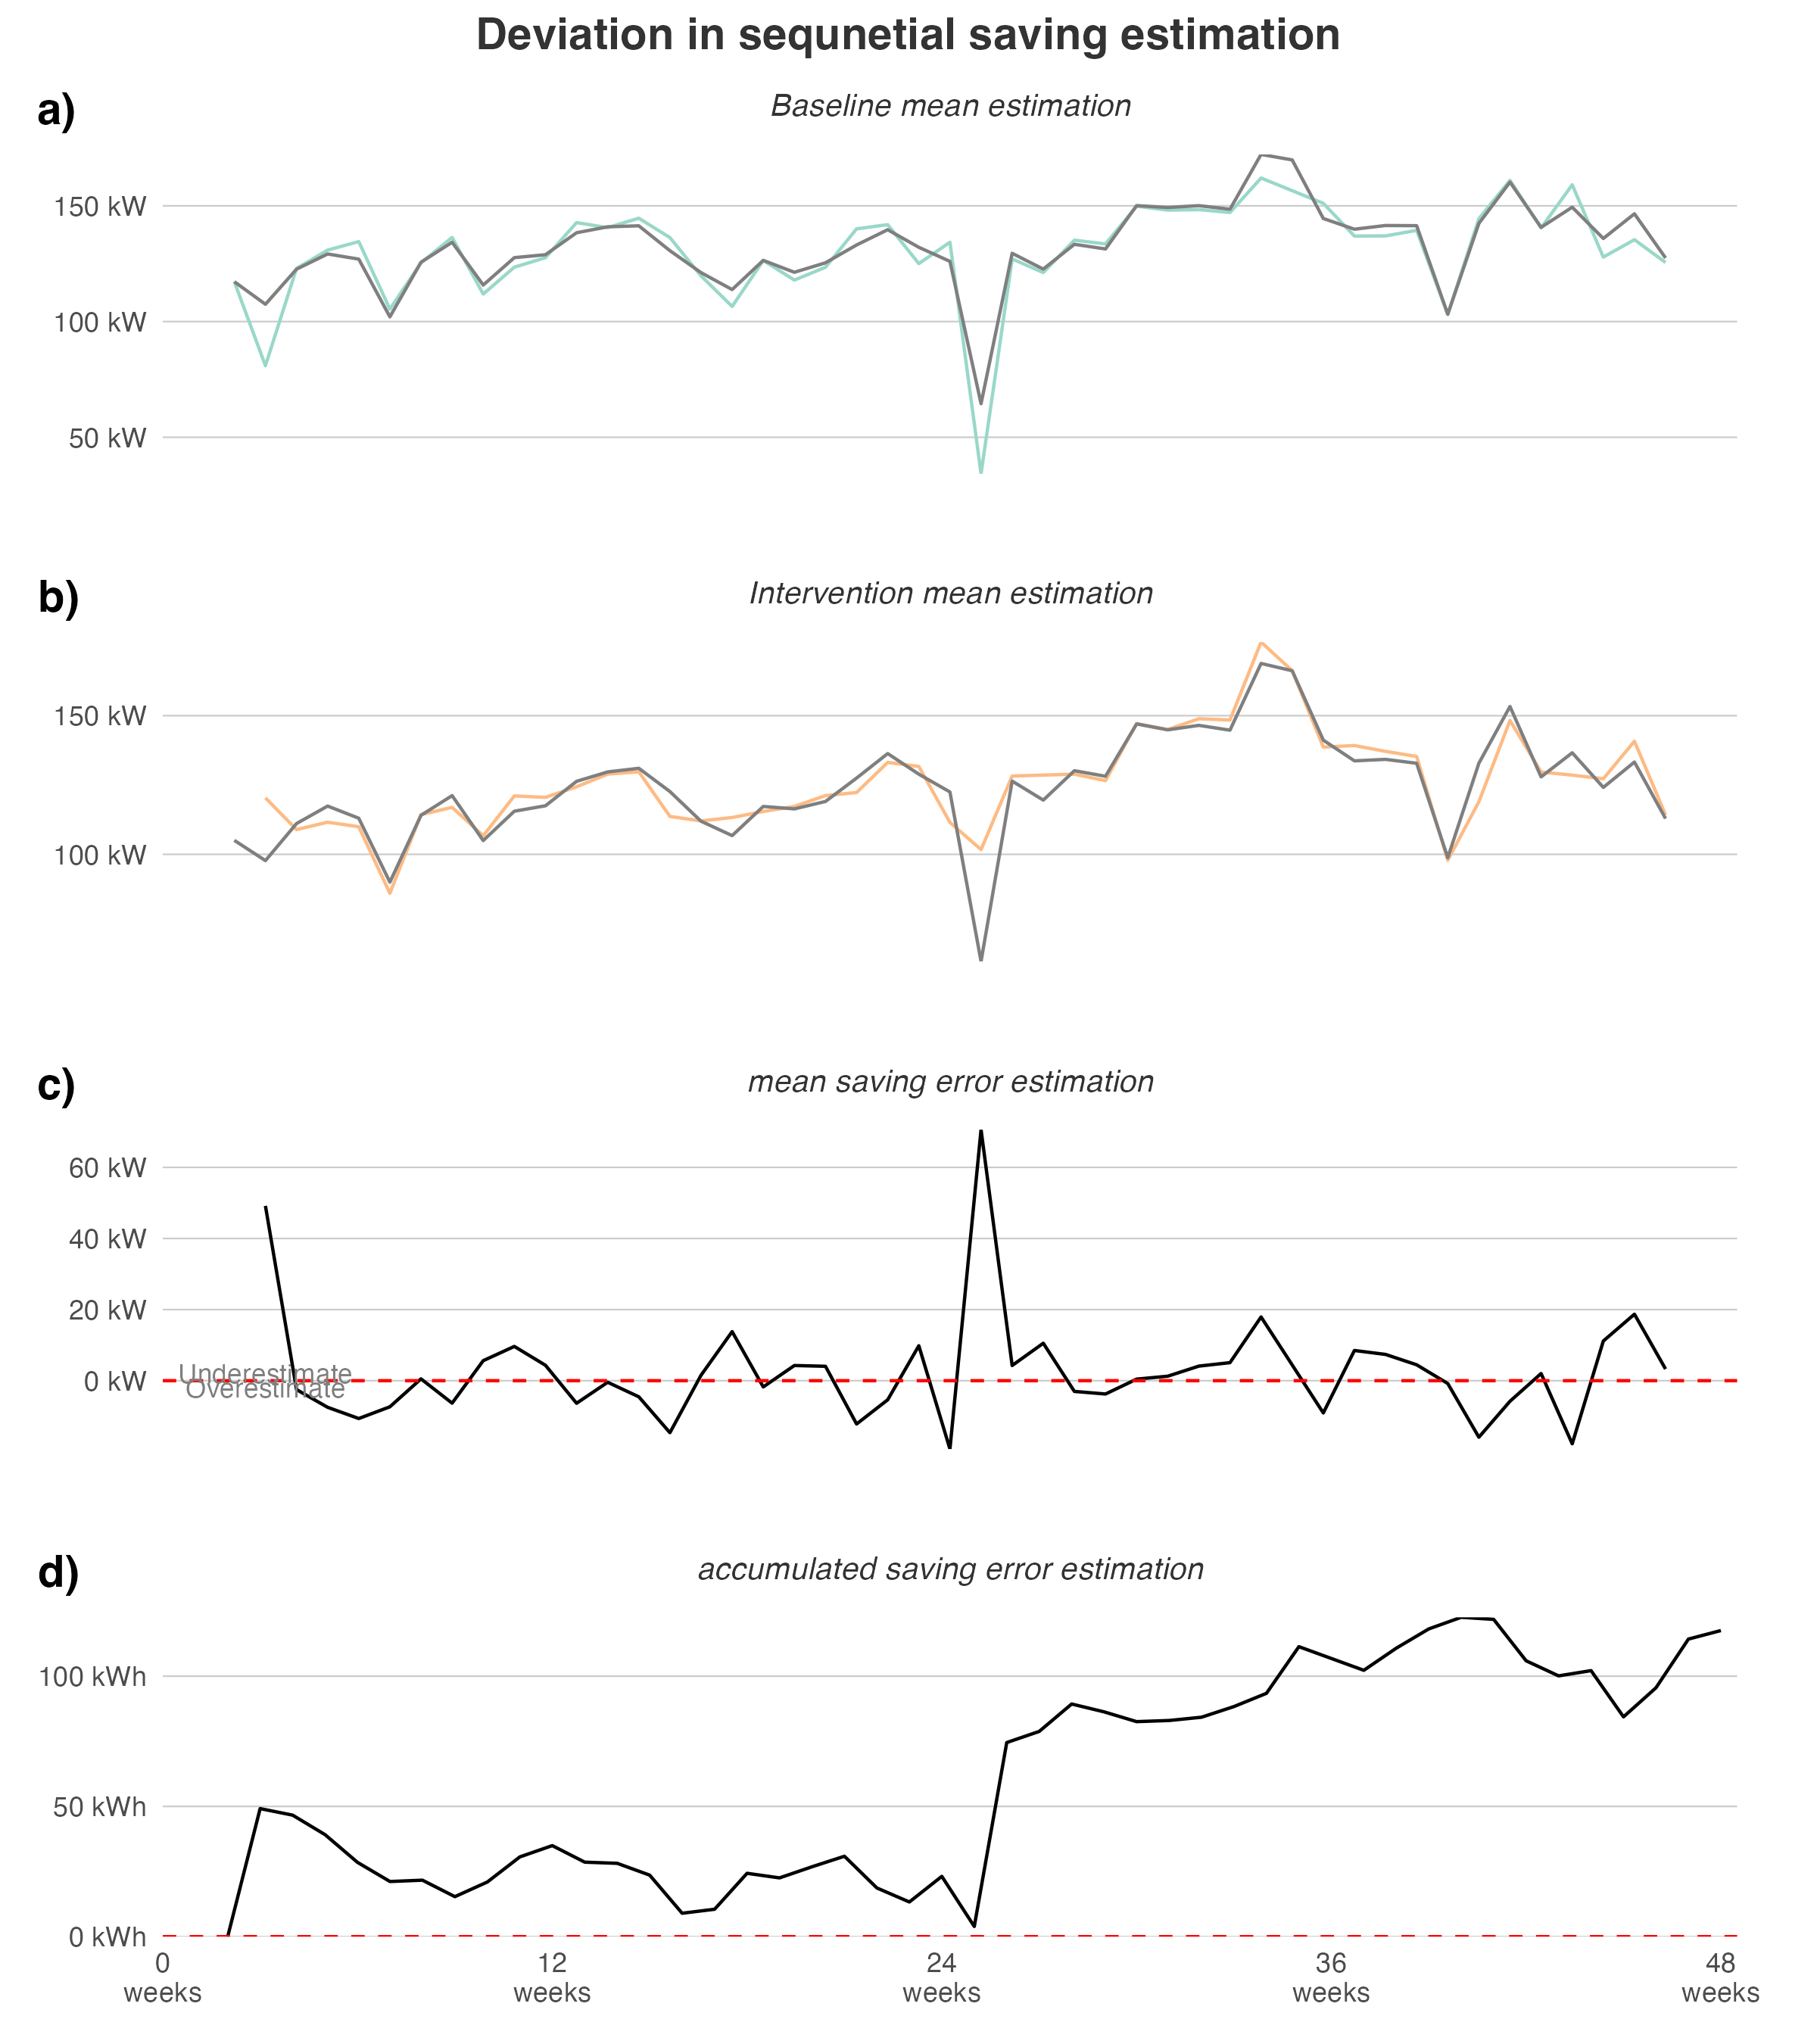 Deviation in sequnetial saving estimation
a)
Baseline mean estimation
150 kW
100 kW
50 kW
b)
Intervention mean estimation
150 kW
100 kW
c)
mean saving error estimation
60 kW
40 kW
20 kW
0 kW
Underestimate
Overestimate
d)
accumulated saving error estimation
100 kWh
50 kWh
0 kWh
0 12 24 36 48
weeks weeks weeks weeks weeks